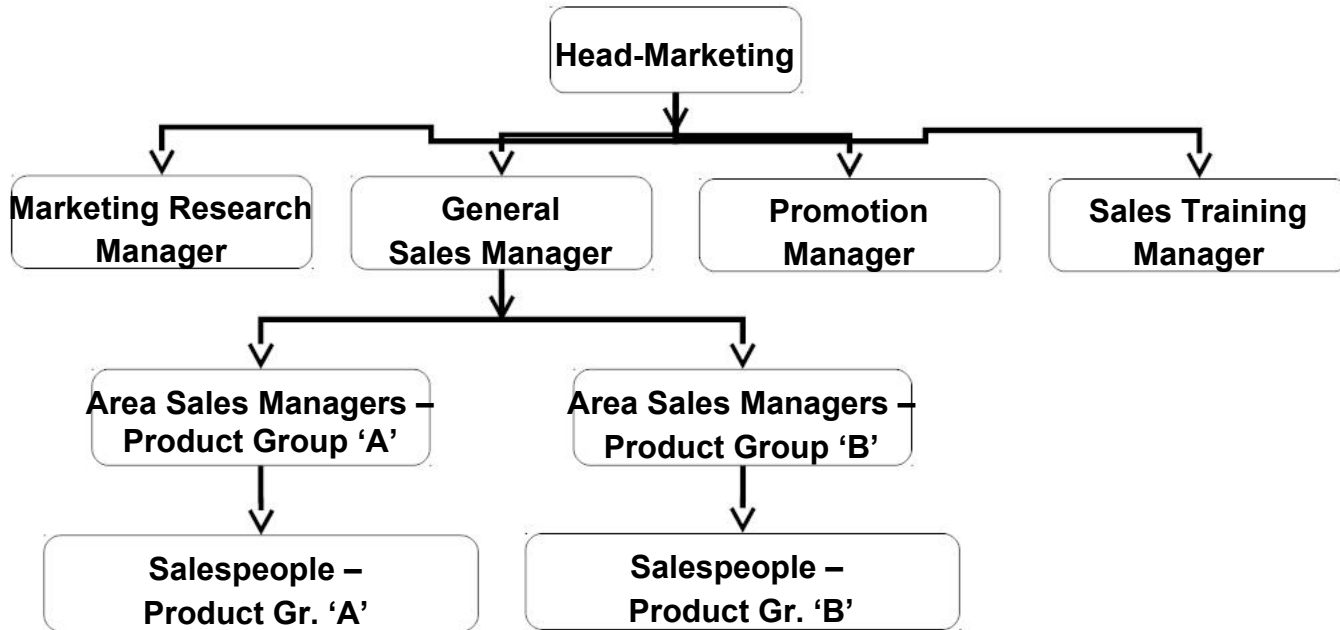 Head-Marketing
Marketing Research
Manager
General
Sales Manager
Promotion
Manager
Sales Training
Manager
Area Sales Managers –
Product Group ‘A’
Area Sales Managers –
Product Group ‘B’
Salespeople –
Product Gr. ‘A’
Salespeople –
Product Gr. ‘B’